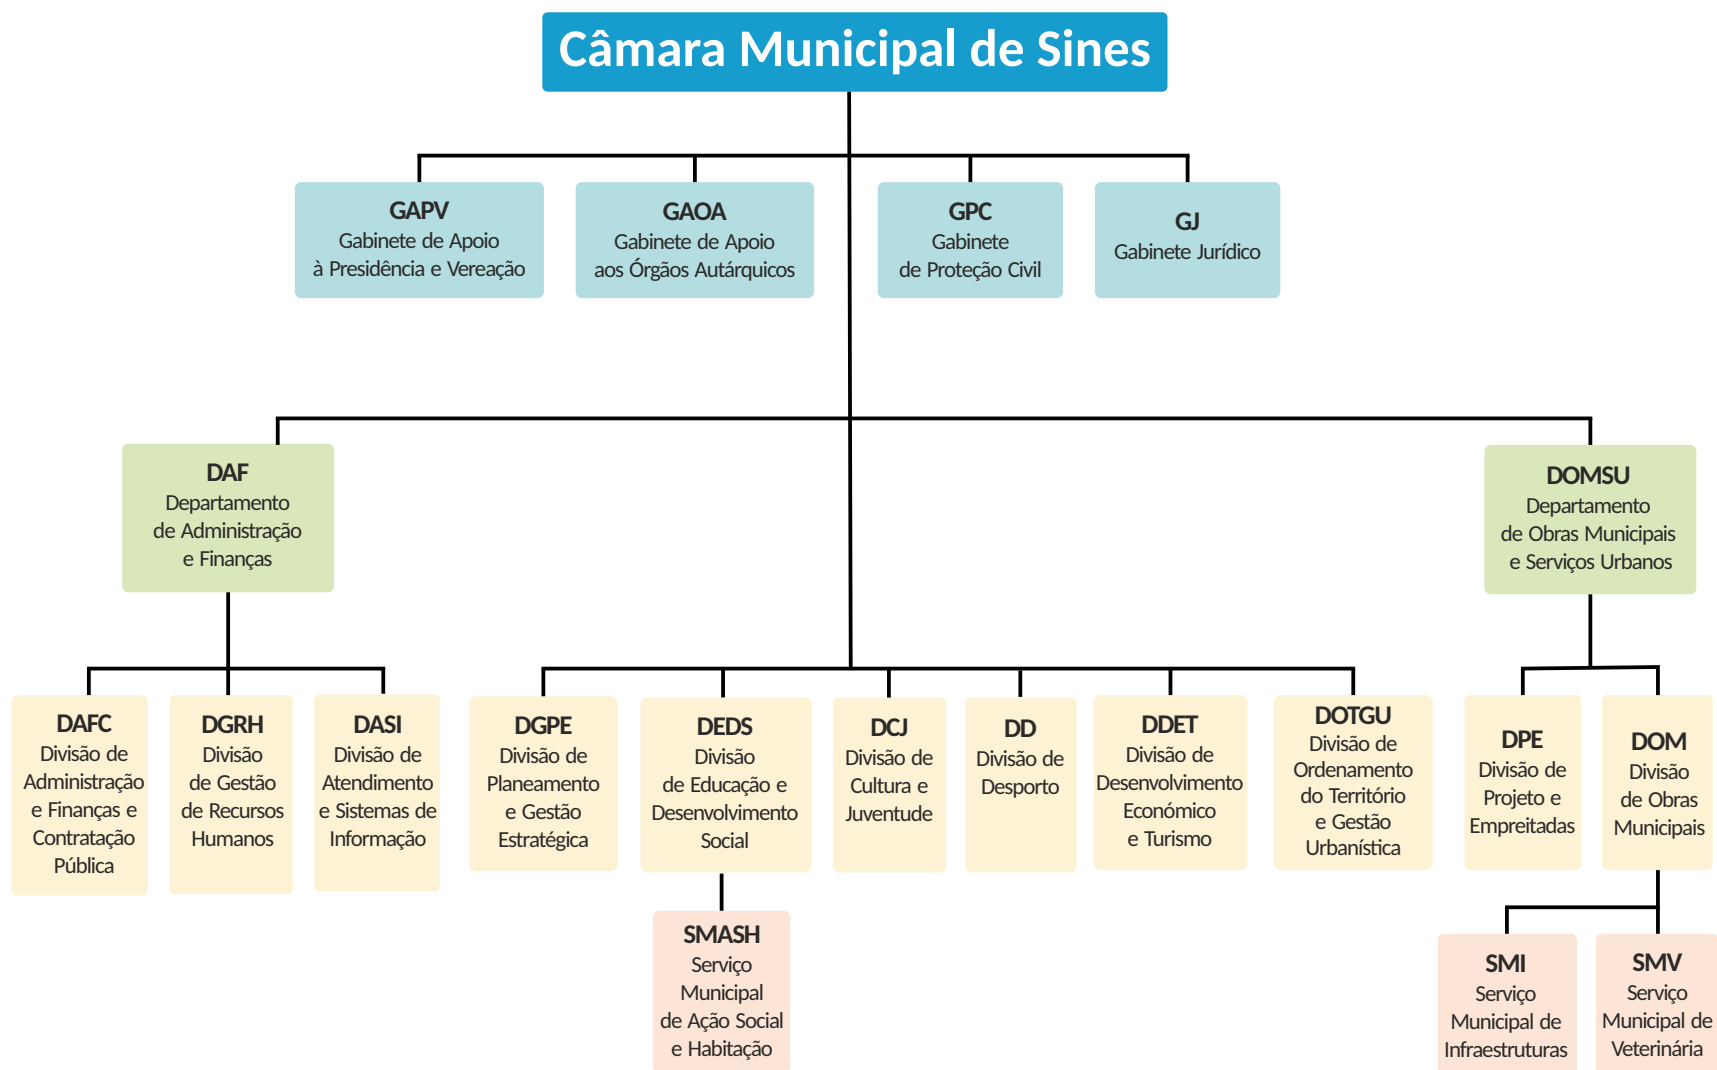 Câmara Municipal de Sines
GAPV
Gabinete de Apoio
à Presidência e Vereação
GAOA
Gabinete de Apoio
aos Órgãos Autárquicos
GPC
Gabinete
de Proteção Civil
GJ
Gabinete Jurídico
DAF
Departamento
de Administração
e Finanças
DOMSU
Departamento
de Obras Municipais
e Serviços Urbanos
DAFC
Divisão de
Administração
e Finanças e
Contratação
Pública
DGRH
Divisão
de Gestão
de Recursos
Humanos
DASI
Divisão de
Atendimento
e Sistemas de
Informação
DGPE
Divisão de
Planeamento
e Gestão
Estratégica
DEDS
Divisão
de Educação e
Desenvolvimento
Social
DCJ
Divisão de
Cultura e
Juventude
DD
Divisão de
Desporto
DDET
Divisão de
Desenvolvimento
Económico
e Turismo
DOTGU
Divisão de
Ordenamento
do Território
e Gestão
Urbanística
DPE
Divisão de
Projeto e
Empreitadas
DOM
Divisão
de Obras
Municipais
SMASH
Serviço
Municipal
de Ação Social
e Habitação
SMI
Serviço
Municipal de
Infraestruturas
SMV
Serviço
Municipal de
Veterinária